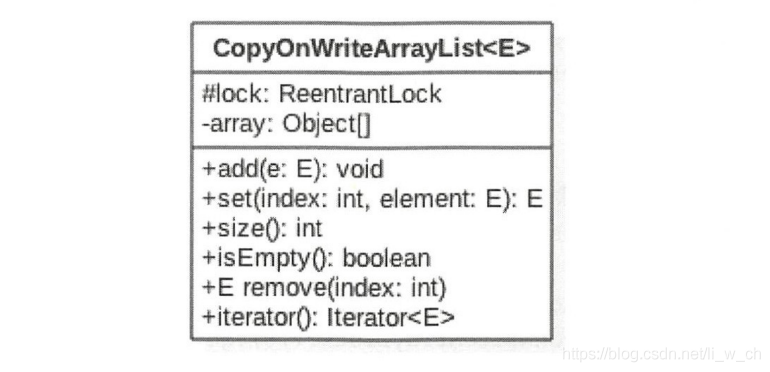 CopyOnWriteArrayList<E>
#lock: ReentrantLock
-array: Object[]
+add(e: E): void
+set(index: int, element: E): E
+size(): int
+isEmpty(): boolean
+E remove(index: int)
+iterator(): Iterator<E>
https://blog.csdn.net/li_w_ch